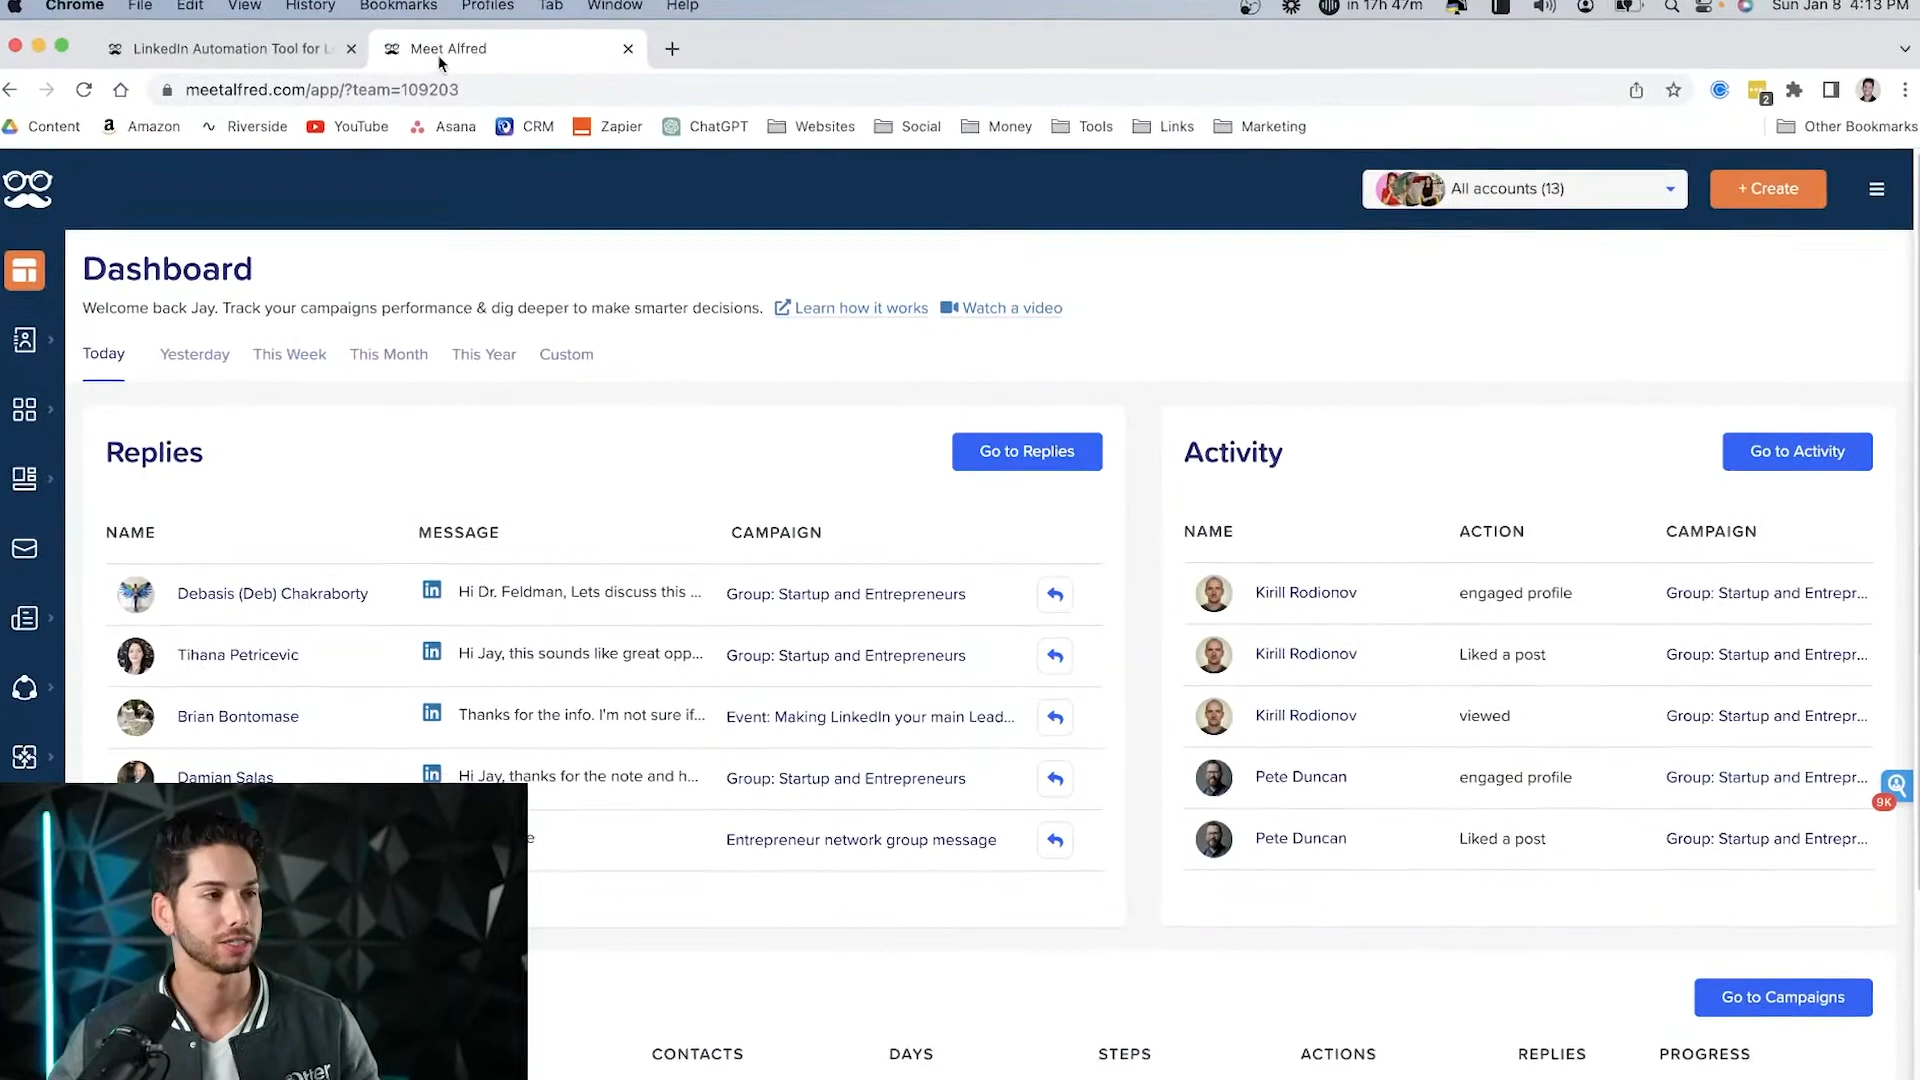 Chrome File Edit View History Bookmarks Profiles Tab Window Help in 17h 47m Sun Jan 8 4:13 PM
LinkedIn Automation Tool for L Meet Alfred
meetalfred.com/app/?team=109203
2
Content Amazon Riverside YouTube Asana CRM Zapier ChatGPT Websites Social Money Tools Links Marketing Other Bookmarks
All accounts (13) + Create
Dashboard
Welcome back Jay. Track your campaigns performance & dig deeper to make smarter decisions. Learn how it works Watch a video
Today Yesterday This Week This Month This Year Custom
Replies Go to Replies
NAME MESSAGE CAMPAIGN
Debasis (Deb) Chakraborty in Hi Dr. Feldman, Lets discuss this ... Group: Startup and Entrepreneurs
Tihana Petricevic in Hi Jay, this sounds like great opp... Group: Startup and Entrepreneurs
Brian Bontomase in Thanks for the info. I'm not sure if... Event: Making LinkedIn your main Lead...
Damian Salas in Hi Jay, thanks for the note and h... Group: Startup and Entrepreneurs
e Entrepreneur network group message
Activity Go to Activity
NAME ACTION CAMPAIGN
Kirill Rodionov engaged profile Group: Startup and Entrepr...
Kirill Rodionov Liked a post Group: Startup and Entrepr...
Kirill Rodionov viewed Group: Startup and Entrepr...
Pete Duncan engaged profile Group: Startup and Entrepr...
9K
Pete Duncan Liked a post Group: Startup and Entrepr...
Go to Campaigns
CONTACTS DAYS STEPS ACTIONS REPLIES PROGRESS